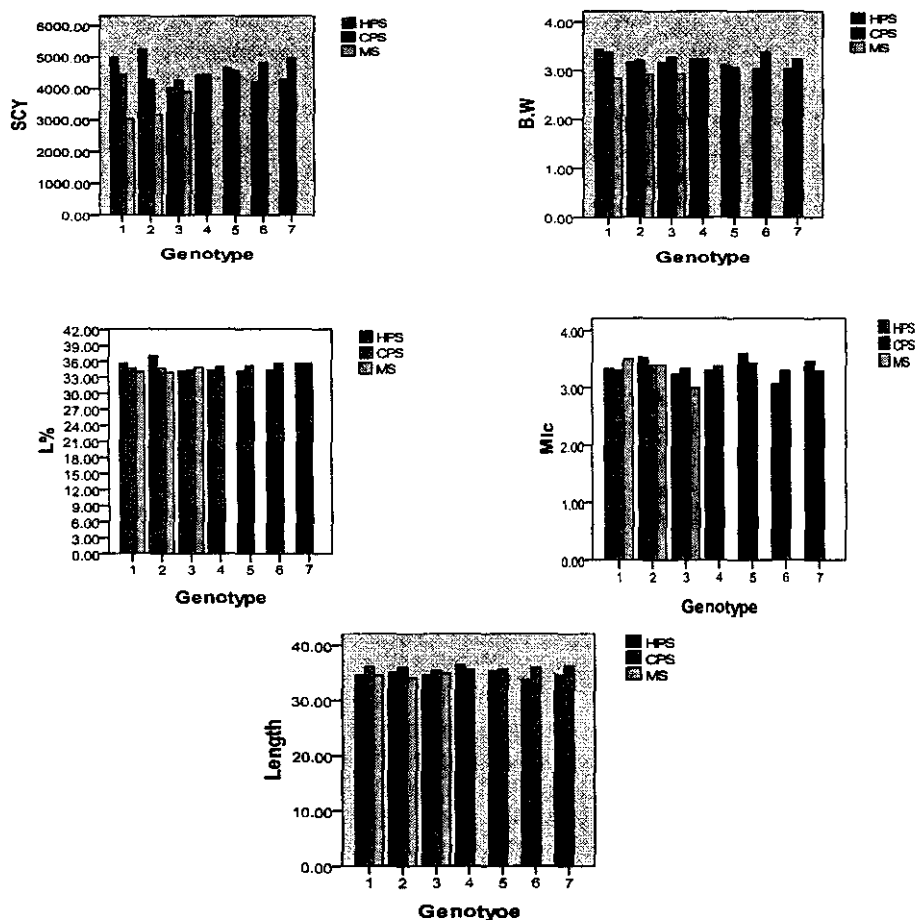 6000.00
5000.00
4000.00
3000.00
2000.00
1000.00
0.00
SCY
1 2 3 4 5 6 7
Genotype
HPS
CPS
MS
4.00
3.00
2.00
1.00
0.00
B.W
1 2 3 4 5 6 7
Genotype
HPS
CPS
MS
42.00
39.00
36.00
33.00
30.00
27.00
24.00
21.00
18.00
15.00
12.00
9.00
6.00
3.00
0.00
L%
1 2 3 4 5 6 7
Genotype
HPS
CPS
MS
4.00
3.00
2.00
1.00
0.00
Mic
1 2 3 4 5 6 7
Genotype
HPS
CPS
MS
40.00
30.00
20.00
10.00
0.00
Length
1 2 3 4 5 6 7
Genotype
HPS
CPS
MS